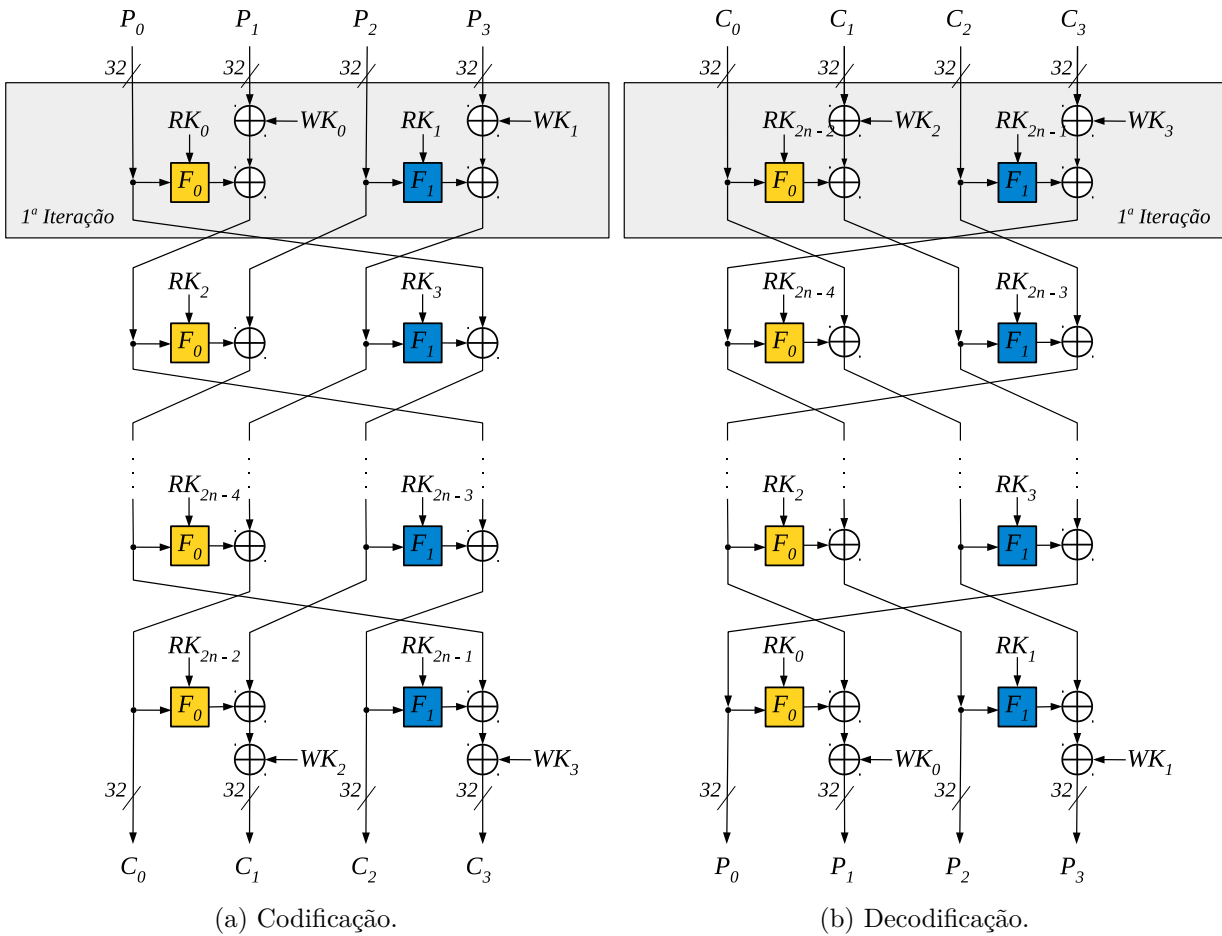 P0 P1 P2 P3 C0 C1 C2 C3
32 32 32 32 32 32 32 32
RK0 WK0 RK1 WK1 RK2n - 2 WK2 RK2n - 1 WK3
F0 F1 F0 F1
1ª Iteração 1ª Iteração
RK2 RK3 RK2n - 4 RK2n - 3
F0 F1 F0 F1
RK2n - 4 RK2n - 3 RK2 RK3
F0 F1 F0 F1
RK2n - 2 RK2n - 1 RK0 RK1
F0 F1 F0 F1
WK2 WK3 WK0 WK1
32 32 32 32 32 32 32 32
C0 C1 C2 C3 P0 P1 P2 P3
(a) Codificação. (b) Decodificação.